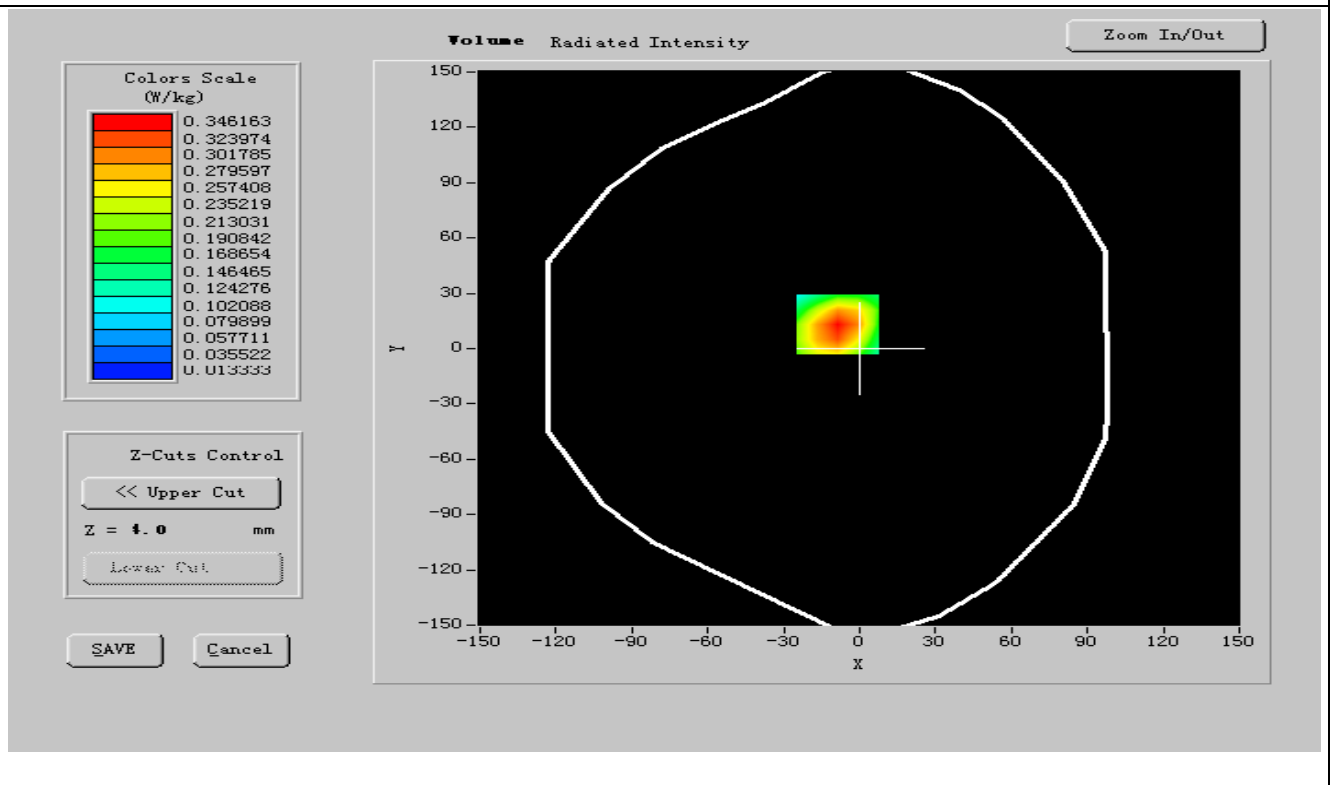 Volume Radiated Intensity
Zoom In/Out
Colors Scale
(W/kg)
0.346163
0.323974
0.301785
0.279597
0.257408
0.235219
0.213031
0.190842
0.168654
0.146465
0.124276
0.102088
0.079899
0.057711
0.035522
0.013333
Z-Cuts Control
<< Upper Cut
Z = 4.0 mm
Lower Cut
SAVE
Cancel
150
120
90
60
30
0
-30
-60
-90
-120
-150
Y
-150 -120 -90 -60 -30 0 30 60 90 120 150
X